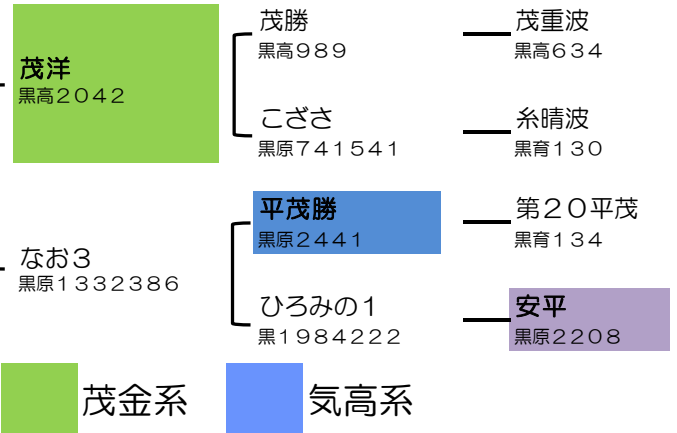 茂洋
黒高２０４２
茂勝
黒高９８９
茂重波
黒高６３４
こざさ
黒原７４１５４１
糸晴波
黒育１３０
なお３
黒原１３３２３８６
平茂勝
黒原２４４１
第２０平茂
黒育１３４
ひろみの１
黒１９８４２２２
安平
黒原２２０８
茂金系
気高系